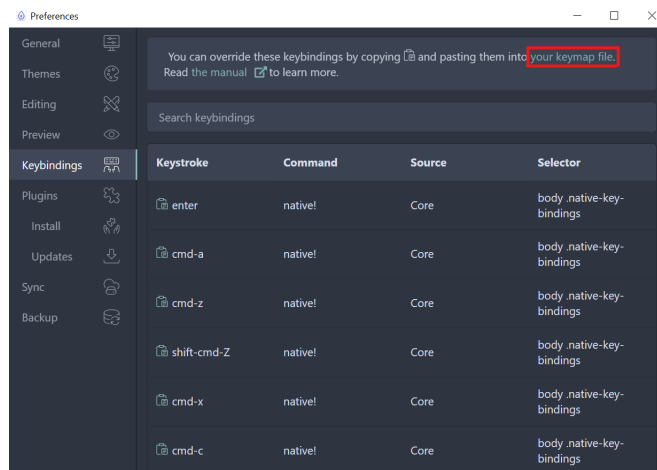 Preferences
General
Themes
Editing
Preview
Keybindings
Plugins
Install
Updates
Sync
Backup
You can override these keybindings by copying and pasting them into your keymap file.
Read the manual to learn more.
Search keybindings
Keystroke Command Source Selector
enter native! Core body .native-key-
bindings
cmd-a native! Core body .native-key-
bindings
cmd-z native! Core body .native-key-
bindings
shift-cmd-Z native! Core body .native-key-
bindings
cmd-x native! Core body .native-key-
bindings
cmd-c native! Core body .native-key-
bindings